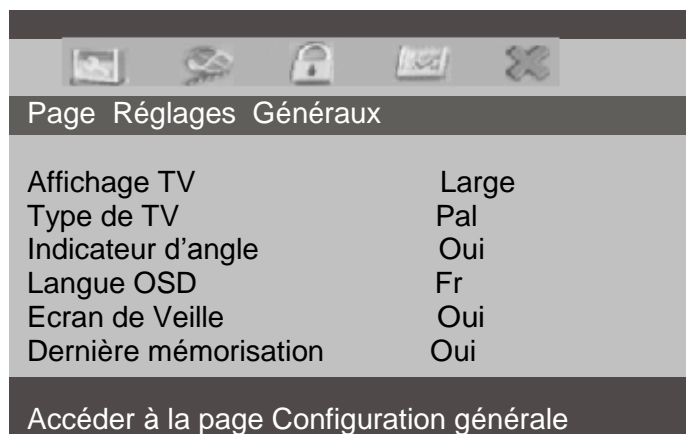 Page Réglages Généraux
Affichage TV Large
Type de TV Pal
Indicateur d'angle Oui
Langue OSD Fr
Ecran de Veille Oui
Dernière mémorisation Oui
Accéder à la page Configuration générale